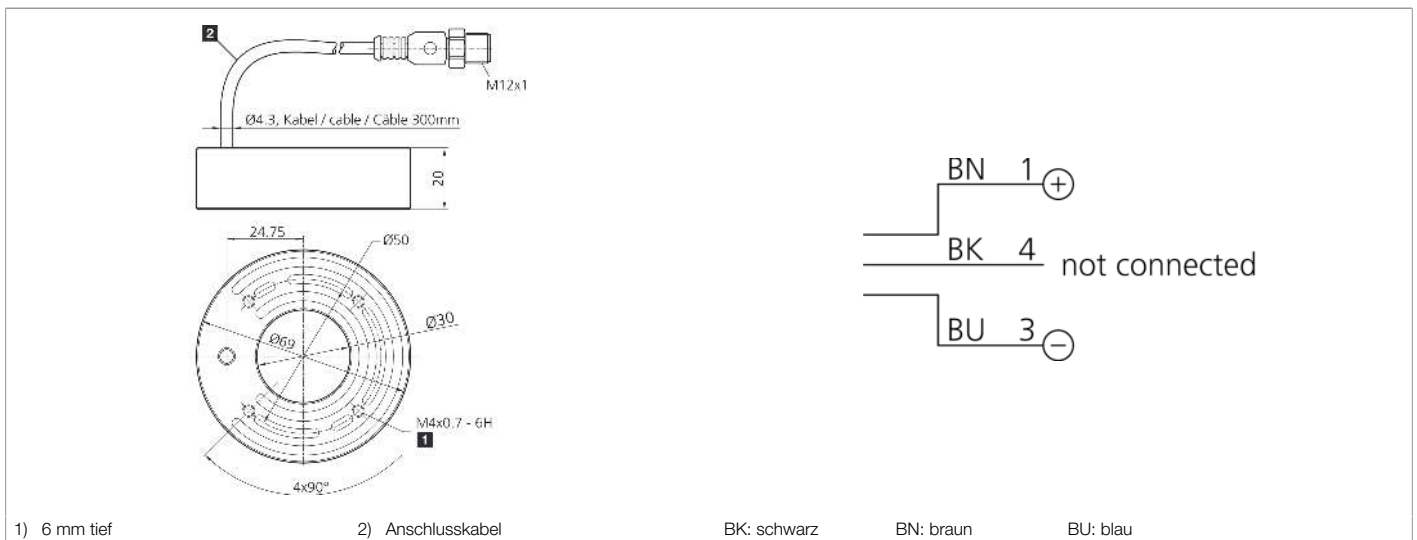 2
M12x1
Ø4.3, Kabel / cable / Câble 300mm
20
24.75
Ø50
Ø30
Ø69
M4x0.7 - 6H
1
4x90°
BN 1 +
BK 4 not connected
BU 3 −
1) 6 mm tief 2) Anschlusskabel BK: schwarz BN: braun BU: blau